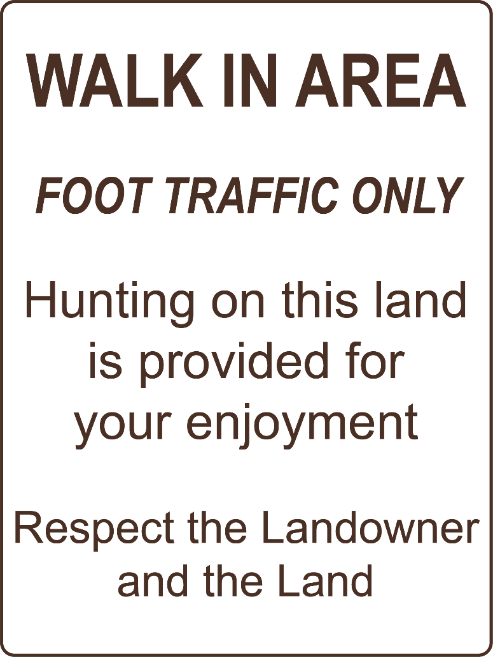 WALK IN AREA
FOOT TRAFFIC ONLY
Hunting on this land
is provided for
your enjoyment
Respect the Landowner
and the Land